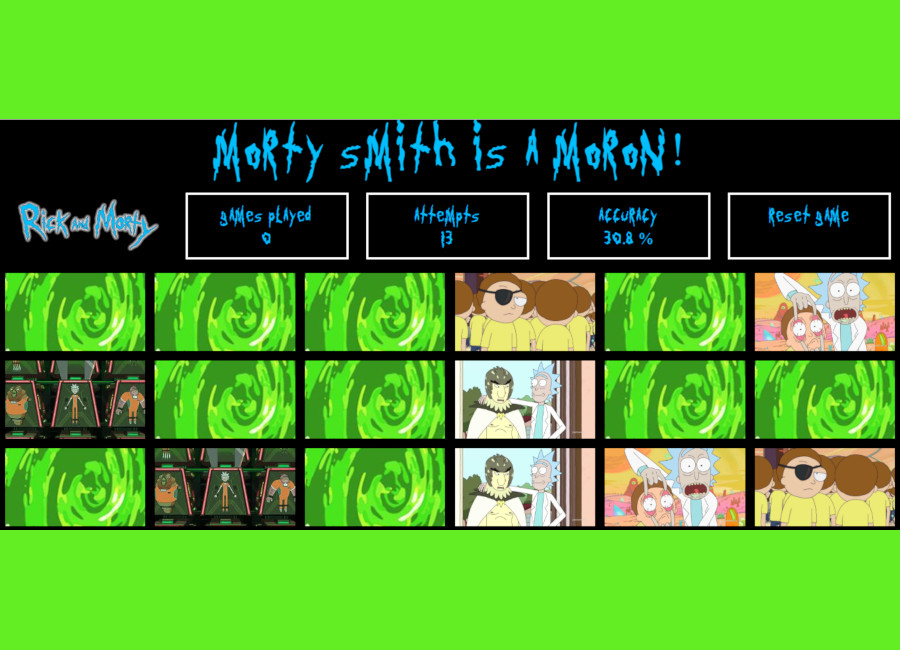 Morty Smith is A MoRoN!
Rick and Morty
games played
0
Attempts
13
Accuracy
30.8 %
Reset game